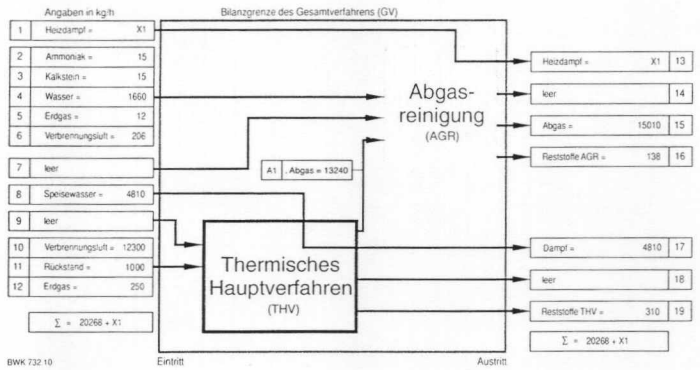 Angaben in kg/h
Bilanzgrenze des Gesamtverfahrens (GV)
1 Heizdampf = X1
2 Ammoniak = 15
3 Kalkstein = 15
4 Wasser = 1660
5 Erdgas = 12
6 Verbrennungsluft = 206
7 leer
8 Speisewasser = 4810
9 leer
10 Verbrennungsluft = 12300
11 Rückstand = 1000
12 Erdgas = 250
Σ = 20268 + X1
A1 . Abgas = 13240
Abgas-
reinigung
(AGR)
Thermisches
Hauptverfahren
(THV)
Heizdampf = X1 13
leer 14
Abgas = 15010 15
Reststoffe AGR = 138 16
Dampf = 4810 17
leer 18
Reststoffe THV = 310 19
Σ = 20268 + X1
BWK 732.10
Eintritt
Austritt